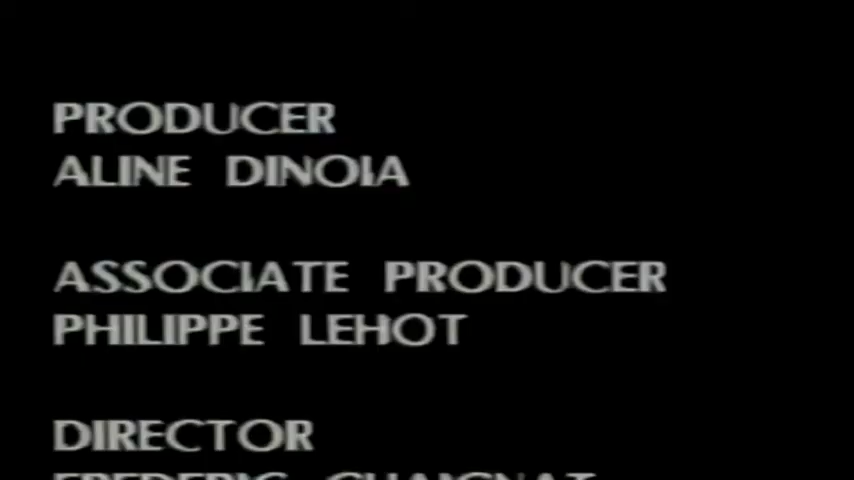 PRODUCER
ALINE DINOIA
ASSOCIATE PRODUCER
PHILIPPE LEHOT
DIRECTOR